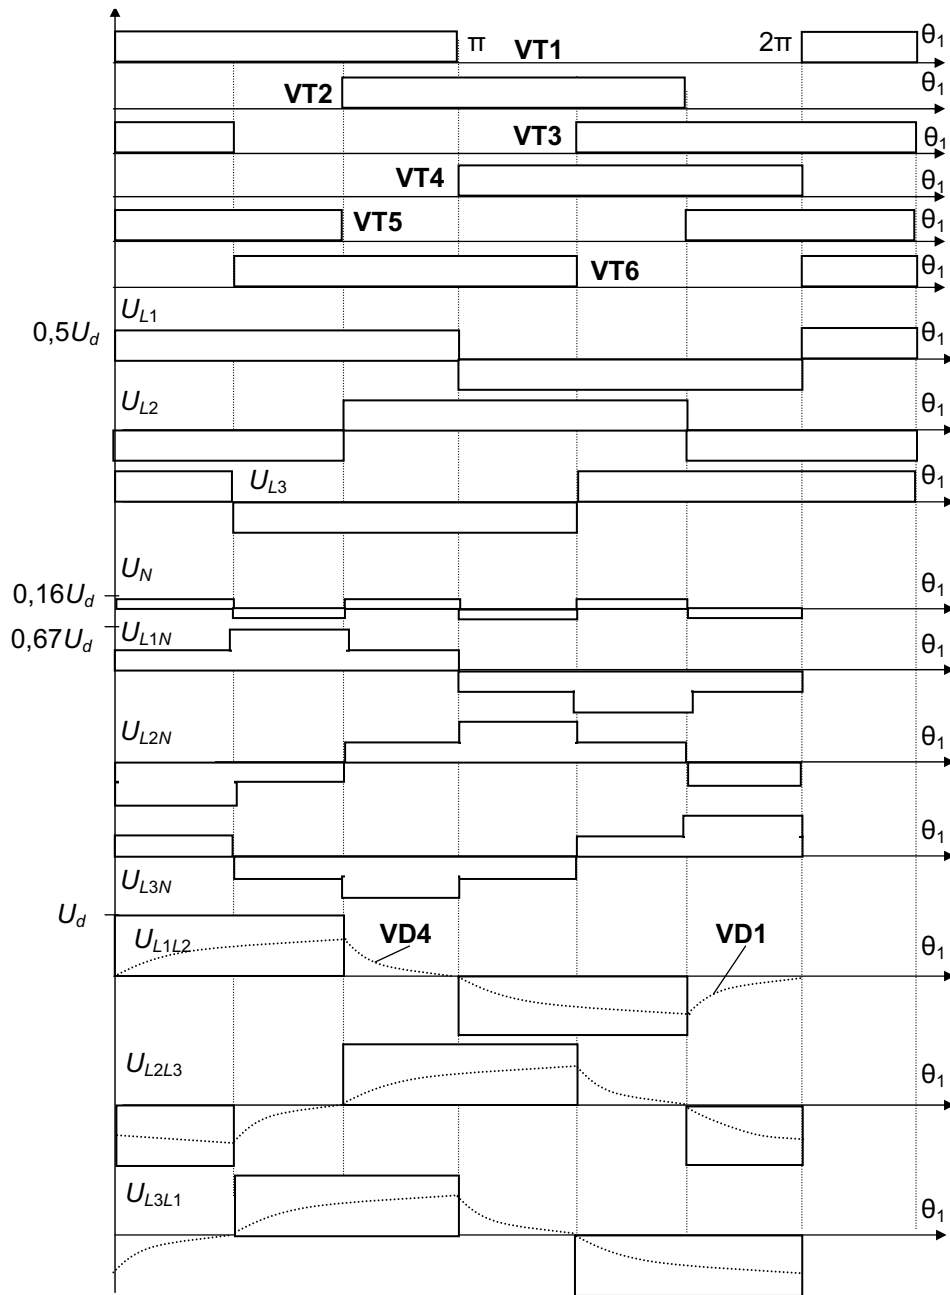 π VT1 2π θ1
VT2 θ1
VT3 θ1
VT4 θ1
VT5 θ1
VT6 θ1
UL1
0,5Ud θ1
UL2 θ1
UL3 θ1
UN
0,16Ud θ1
0,67Ud UL1N θ1
UL2N θ1
θ1
UL3N
Ud
UL1L2 VD4 VD1 θ1
UL2L3 θ1
UL3L1 θ1